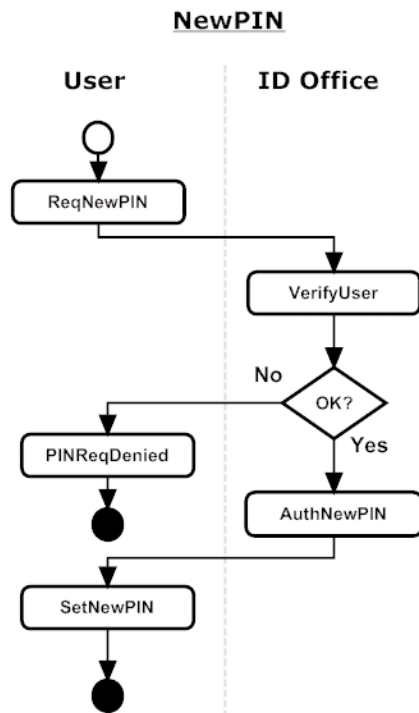 NewPIN
User
ID Office
ReqNewPIN
VerifyUser
No
OK?
Yes
PINReqDenied
AuthNewPIN
SetNewPIN